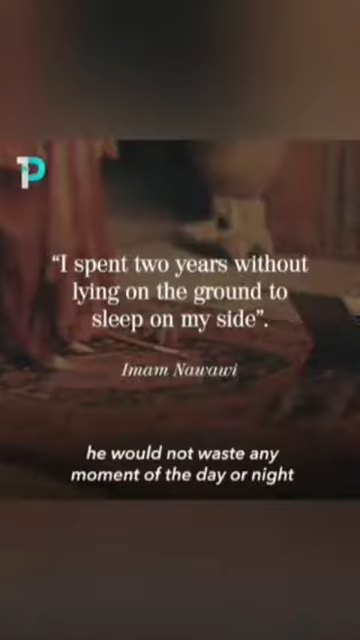 1P
“I spent two years without
lying on the ground to
sleep on my side”.
Imam Nawawi
he would not waste any
moment of the day or night